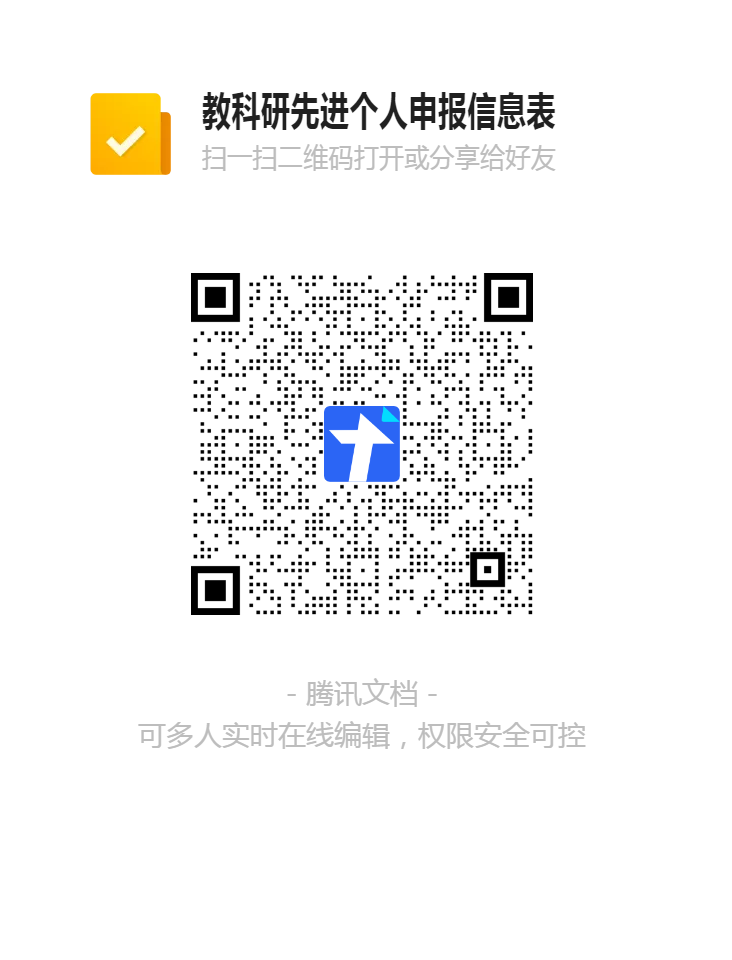 教科研先进个人申报信息表
扫一扫二维码打开或分享给好友
- 腾讯文档 -
可多人实时在线编辑，权限安全可控